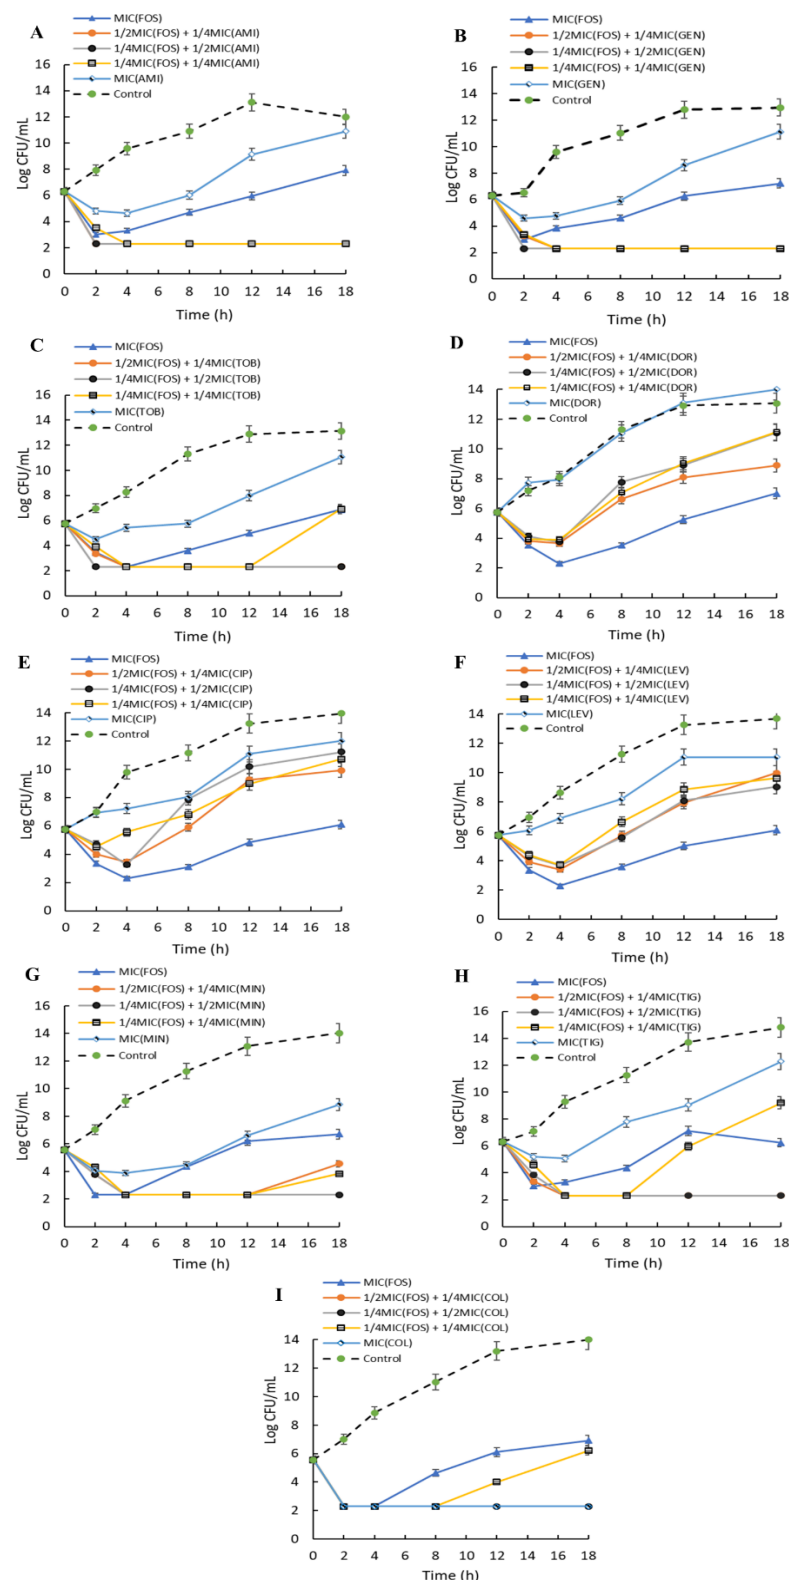 A
MIC(FOS)
1/2MIC(FOS) + 1/4MIC(AMI)
1/4MIC(FOS) + 1/2MIC(AMI)
1/4MIC(FOS) + 1/4MIC(AMI)
MIC(AMI)
Control
Log CFU/mL
16
14
12
10
8
6
4
2
0
0 2 4 6 8 10 12 14 16 18
Time (h)
B
MIC(FOS)
1/2MIC(FOS) + 1/4MIC(GEN)
1/4MIC(FOS) + 1/2MIC(GEN)
1/4MIC(FOS) + 1/4MIC(GEN)
MIC(GEN)
Control
Log CFU/mL
16
14
12
10
8
6
4
2
0
0 2 4 6 8 10 12 14 16 18
Time (h)
C
MIC(FOS)
1/2MIC(FOS) + 1/4MIC(TOB)
1/4MIC(FOS) + 1/2MIC(TOB)
1/4MIC(FOS) + 1/4MIC(TOB)
MIC(TOB)
Control
Log CFU/mL
16
14
12
10
8
6
4
2
0
0 2 4 6 8 10 12 14 16 18
Time (h)
D
MIC(FOS)
1/2MIC(FOS) + 1/4MIC(DOR)
1/4MIC(FOS) + 1/2MIC(DOR)
1/4MIC(FOS) + 1/4MIC(DOR)
MIC(DOR)
Control
Log CFU/mL
14
12
10
8
6
4
2
0
0 2 4 6 8 10 12 14 16 18
Time (h)
E
MIC(FOS)
1/2MIC(FOS) + 1/4MIC(CIP)
1/4MIC(FOS) + 1/2MIC(CIP)
1/4MIC(FOS) + 1/4MIC(CIP)
MIC(CIP)
Control
Log CFU/mL
14
12
10
8
6
4
2
0
0 2 4 6 8 10 12 14 16 18
Time (h)
F
MIC(FOS)
1/2MIC(FOS) + 1/4MIC(LEV)
1/4MIC(FOS) + 1/2MIC(LEV)
1/4MIC(FOS) + 1/4MIC(LEV)
MIC(LEV)
Control
Log CFU/mL
14
12
10
8
6
4
2
0
0 2 4 6 8 10 12 14 16 18
Time (h)
G
MIC(FOS)
1/2MIC(FOS) + 1/4MIC(MIN)
1/4MIC(FOS) + 1/2MIC(MIN)
1/4MIC(FOS) + 1/4MIC(MIN)
MIC(MIN)
Control
Log CFU/mL
16
14
12
10
8
6
4
2
0
0 2 4 6 8 10 12 14 16 18
Time (h)
H
MIC(FOS)
1/2MIC(FOS) + 1/4MIC(TIG)
1/4MIC(FOS) + 1/2MIC(TIG)
1/4MIC(FOS) + 1/4MIC(TIG)
MIC(TIG)
Control
Log CFU/mL
16
14
12
10
8
6
4
2
0
0 2 4 6 8 10 12 14 16 18
Time (h)
I
MIC(FOS)
1/2MIC(FOS) + 1/4MIC(COL)
1/4MIC(FOS) + 1/2MIC(COL)
1/4MIC(FOS) + 1/4MIC(COL)
MIC(COL)
Control
Log CFU/mL
14
12
10
8
6
4
2
0
0 2 4 6 8 10 12 14 16 18
Time (h)